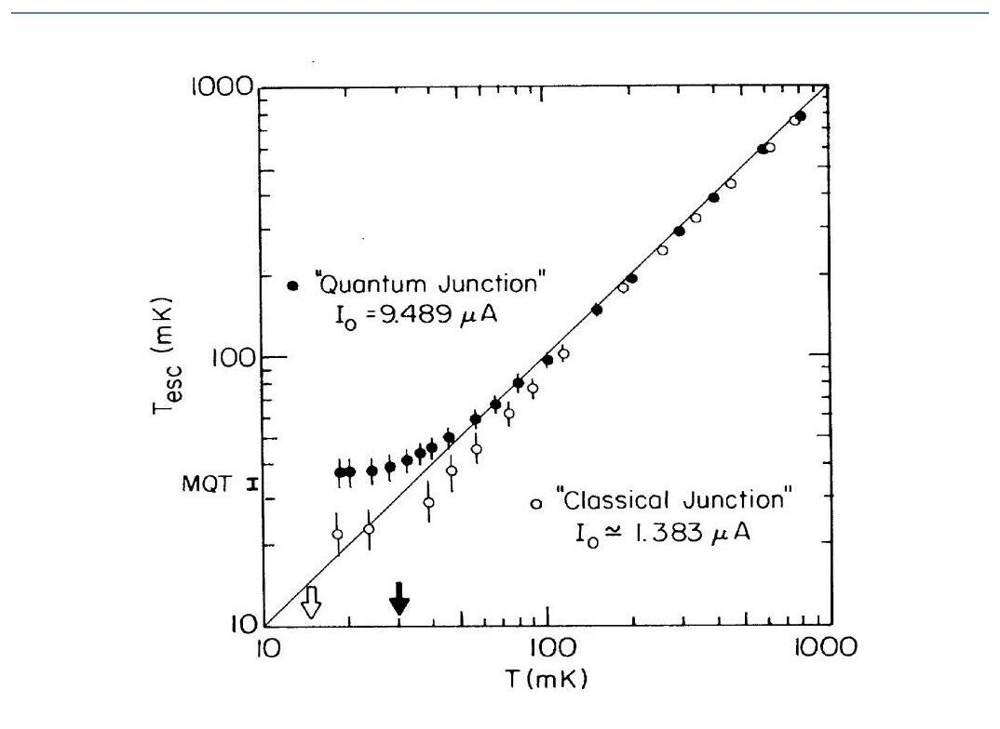 1000
"Quantum Junction"
I₀ = 9.489 μA
100
T_esc (mK)
MQT I
"Classical Junction"
I₀ ≃ 1.383 μA
10
10 100 1000
T (mK)